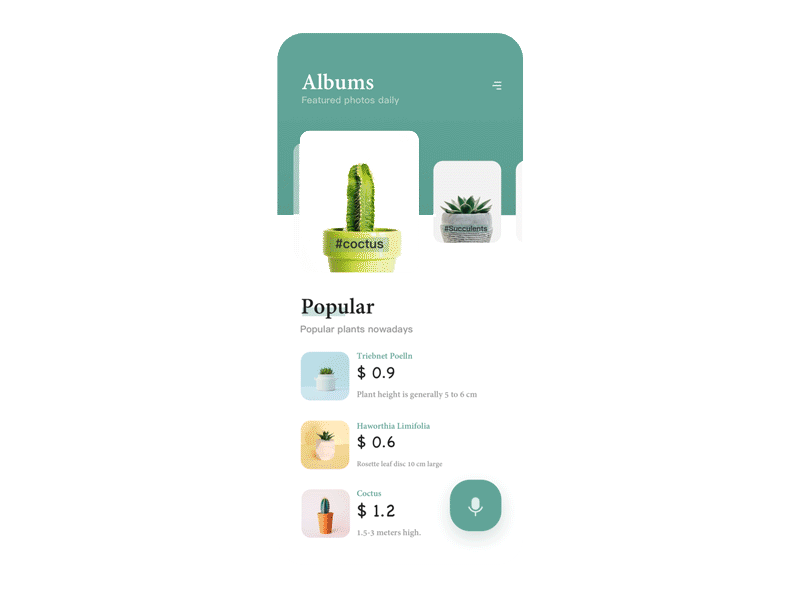 Albums
Featured photos daily
#coctus
#Succulents
Popular
Popular plants nowadays
Triebnet Poelln
$ 0.9
Plant height is generally 5 to 6 cm
Haworthia Limifolia
$ 0.6
Rosette leaf disc 10 cm large
Coctus
$ 1.2
1.5-3 meters high.